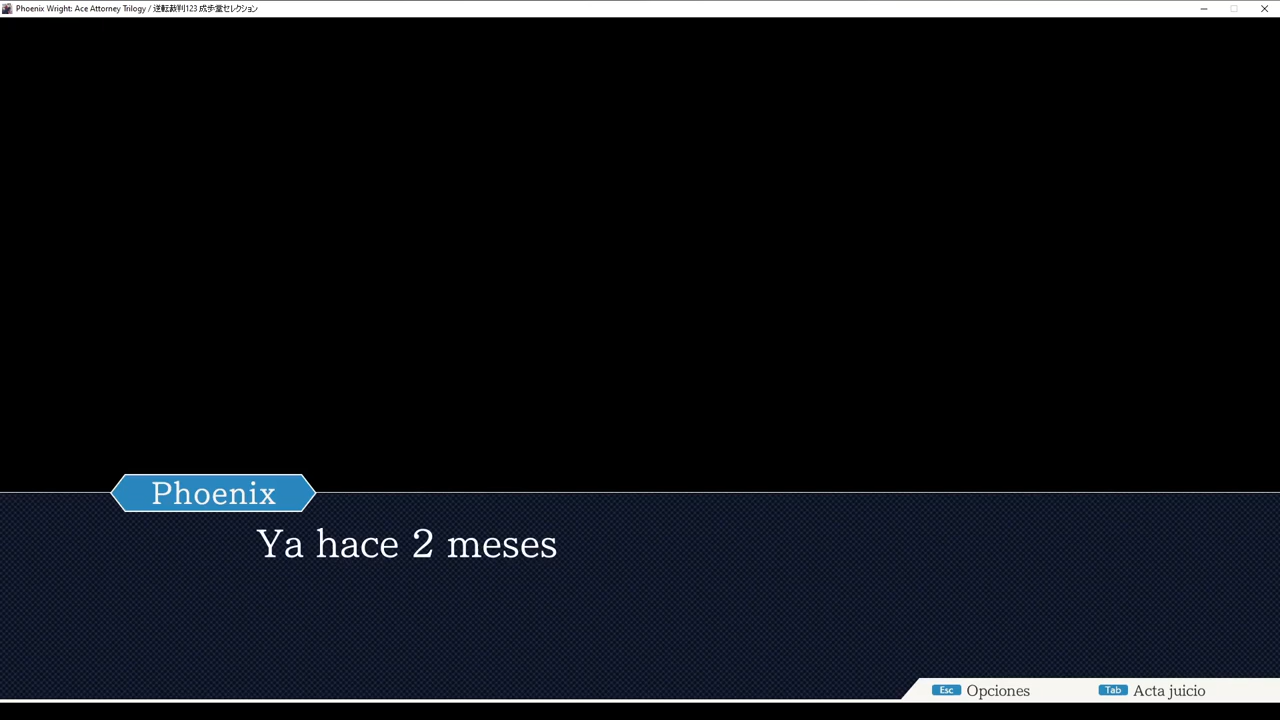 Phoenix Wright: Ace Attorney Trilogy / 逆転裁判123 成歩堂セレクション
Phoenix
Ya hace 2 meses
Esc Opciones Tab Acta juicio